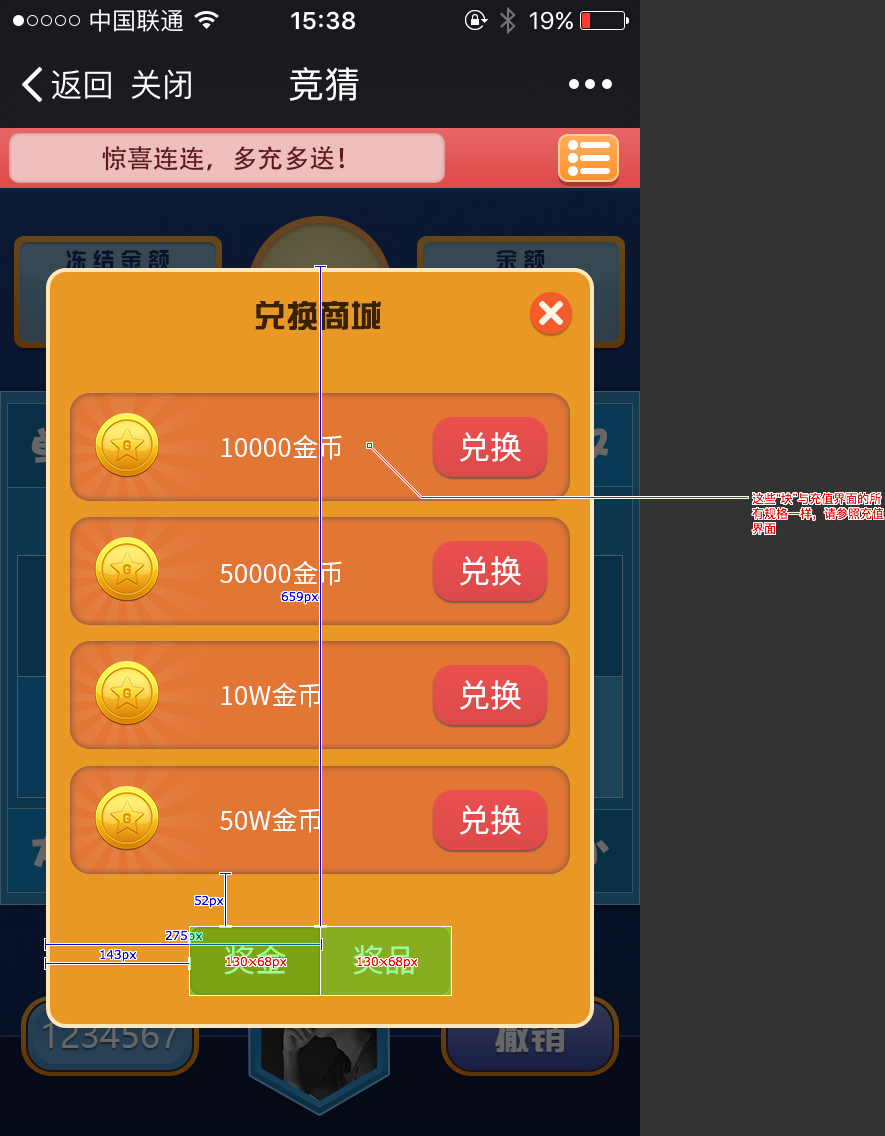 中国联通 15:38 19%
返回 关闭 竞猜
惊喜连连，多充多送！
冻结金额 余额
兑换商城
10000金币 兑换
这些“块”与充值界面的所
有规格一样，请参照充值
界面
50000金币 兑换
659px
10W金币 兑换
50W金币 兑换
52px
275px
143px
奖金 奖品
130×68px 130×68px
1234567 撤销